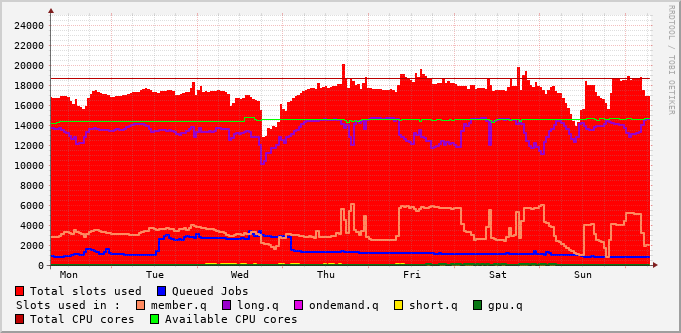 24000
22000
20000
18000
16000
14000
12000
10000
8000
6000
4000
2000
0
Mon Tue Wed Thu Fri Sat Sun
Total slots used Queued Jobs
Slots used in : member.q long.q ondemand.q short.q gpu.q
Total CPU cores Available CPU cores
RRDTOOL / TOBI OETIKER